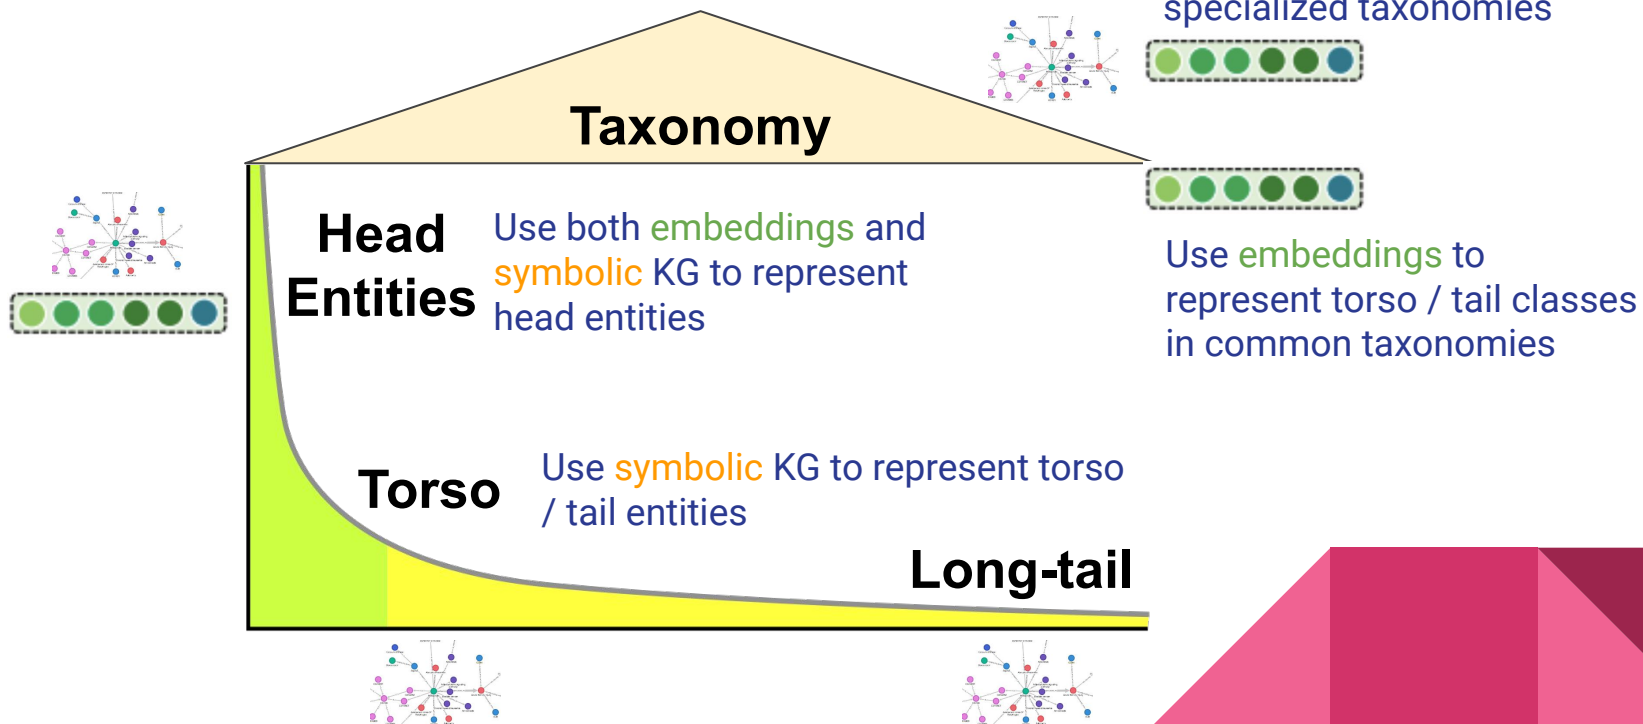 specialized taxonomies
Taxonomy
Head
Entities
Use both embeddings and
symbolic KG to represent
head entities
Use embeddings to
represent torso / tail classes
in common taxonomies
Torso
Use symbolic KG to represent torso
/ tail entities
Long-tail